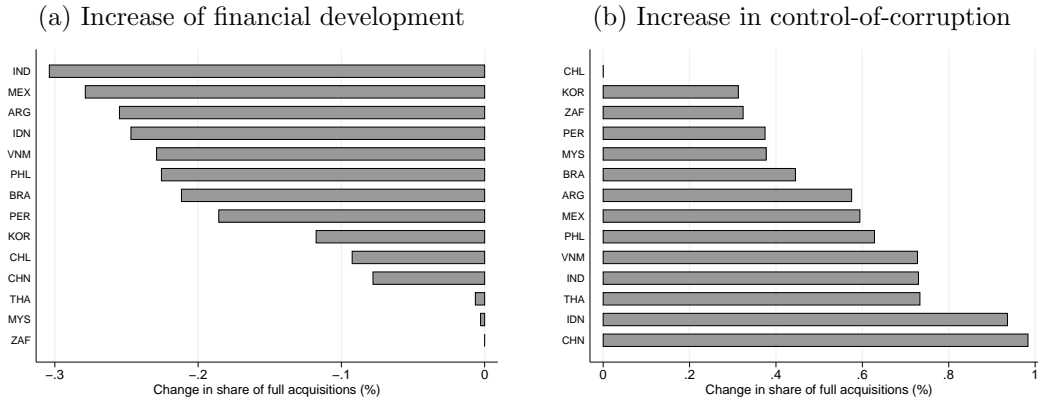 (a) Increase of financial development
IND
MEX
ARG
IDN
VNM
PHL
BRA
PER
KOR
CHL
CHN
THA
MYS
ZAF
-.3 -.2 -.1 0
Change in share of full acquisitions (%)
(b) Increase in control-of-corruption
CHL
KOR
ZAF
PER
MYS
BRA
ARG
MEX
PHL
VNM
IND
THA
IDN
CHN
0 .2 .4 .6 .8 1
Change in share of full acquisitions (%)